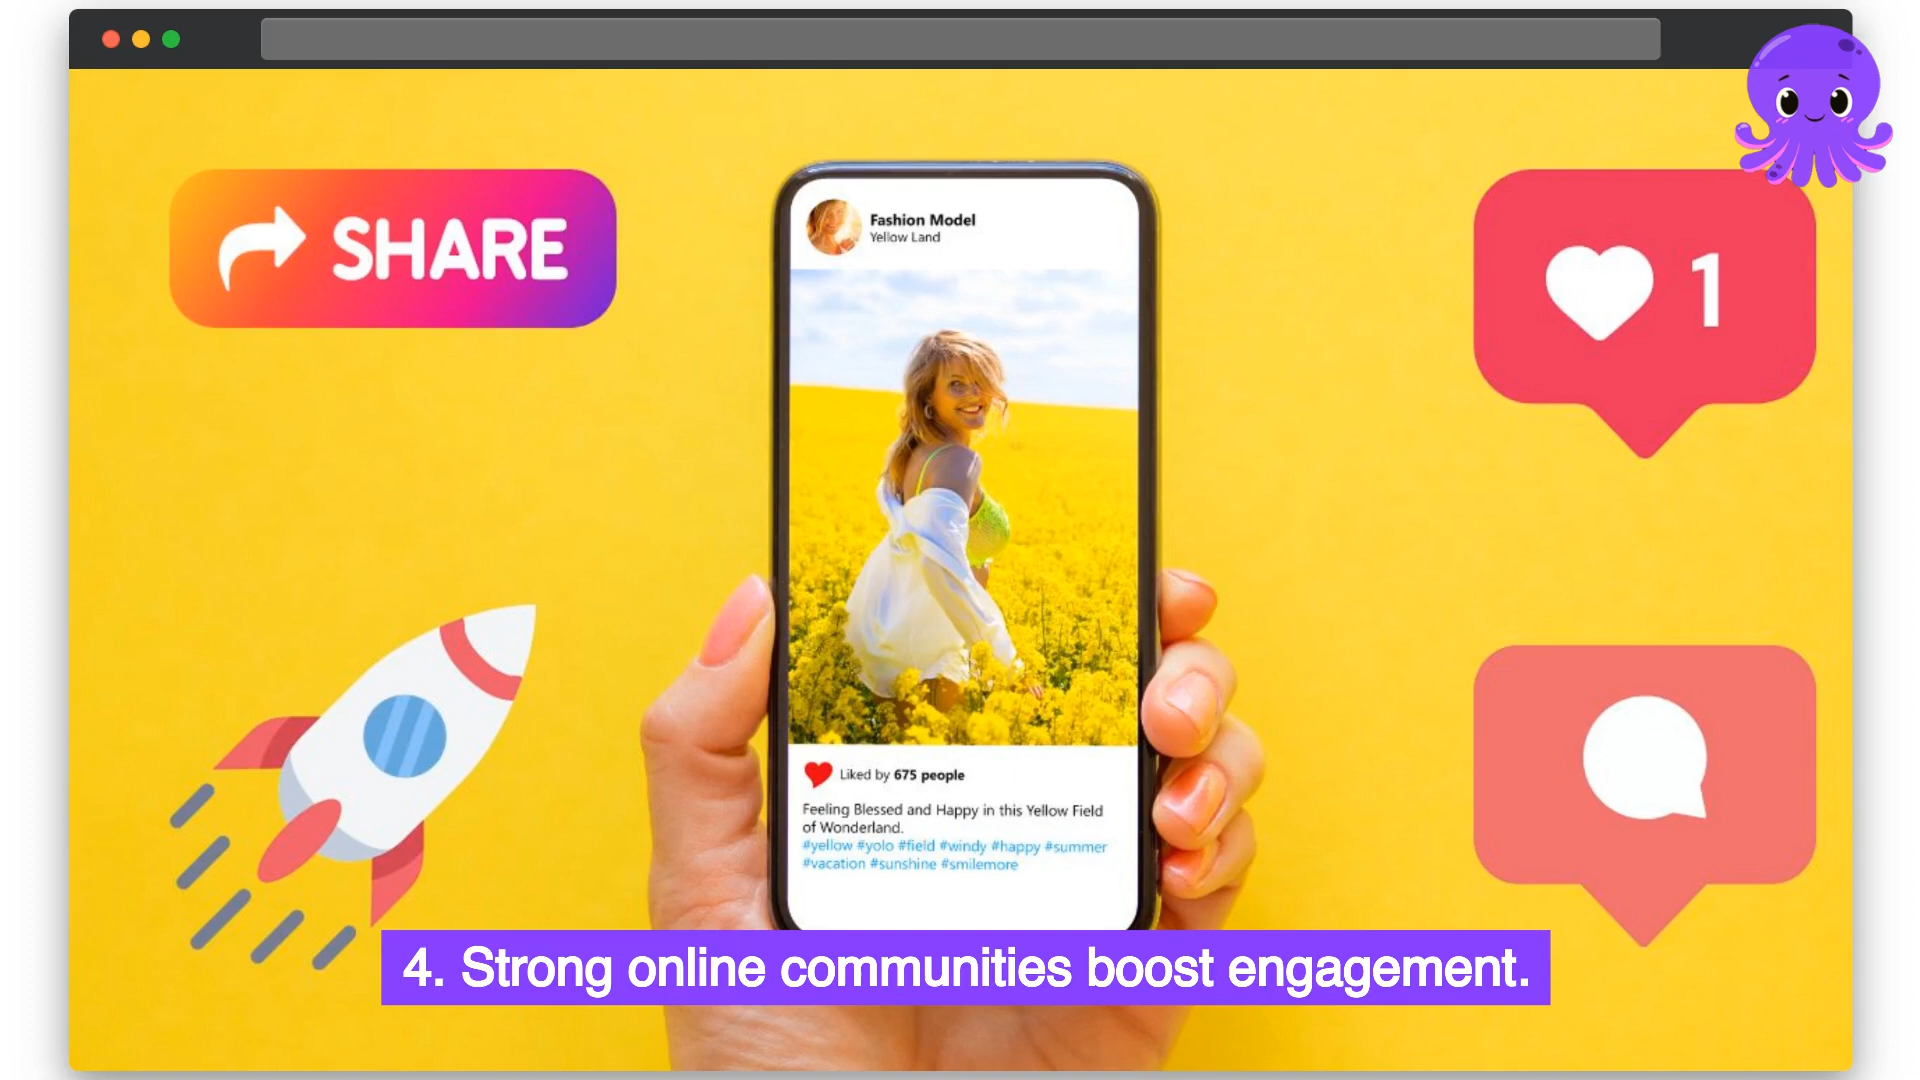 SHARE
Fashion Model
Yellow Land
1
Liked by 675 people
Feeling Blessed and Happy in this Yellow Field
of Wonderland.
#yellow #yolo #field #windy #happy #summer
#vacation #sunshine #smilemore
4. Strong online communities boost engagement.